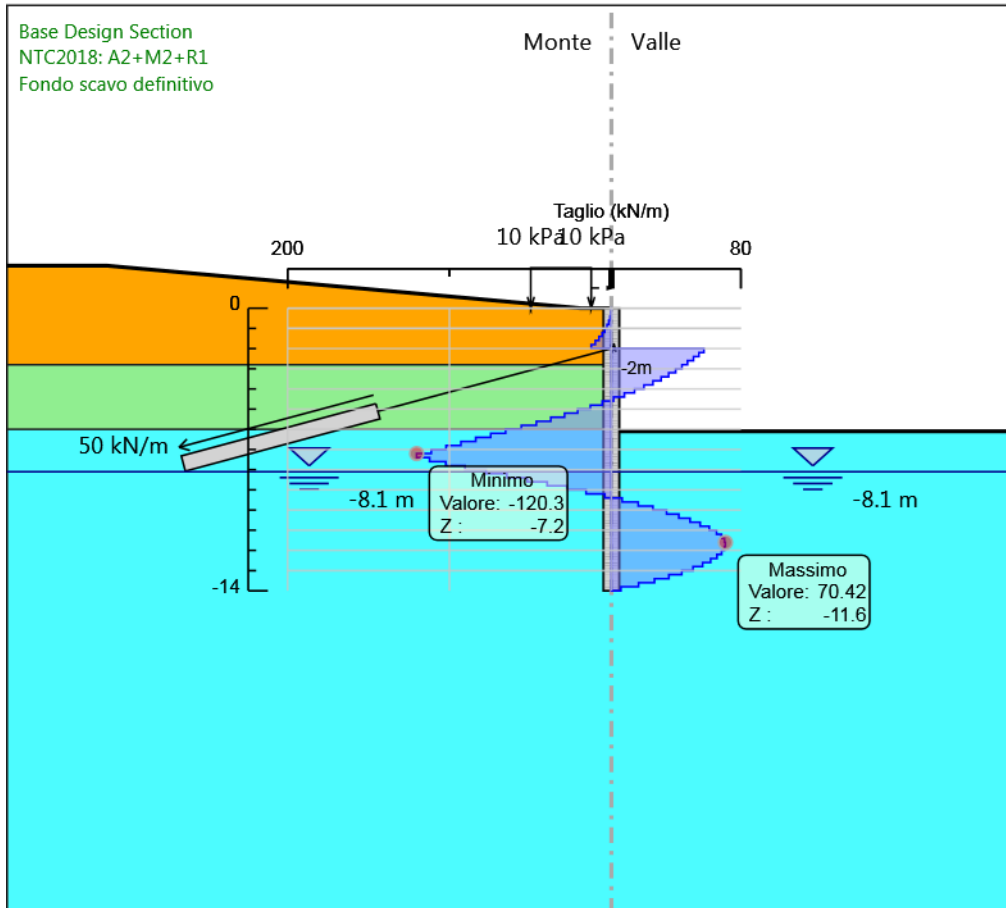 Base Design Section
NTC2018: A2+M2+R1
Fondo scavo definitivo
Monte
Valle
Taglio (kN/m)
10 kPa
10 kPa
200
80
0
-2m
50 kN/m
-8.1 m
-8.1 m
Minimo
Valore: -120.3
Z : -7.2
-14
Massimo
Valore: 70.42
Z : -11.6